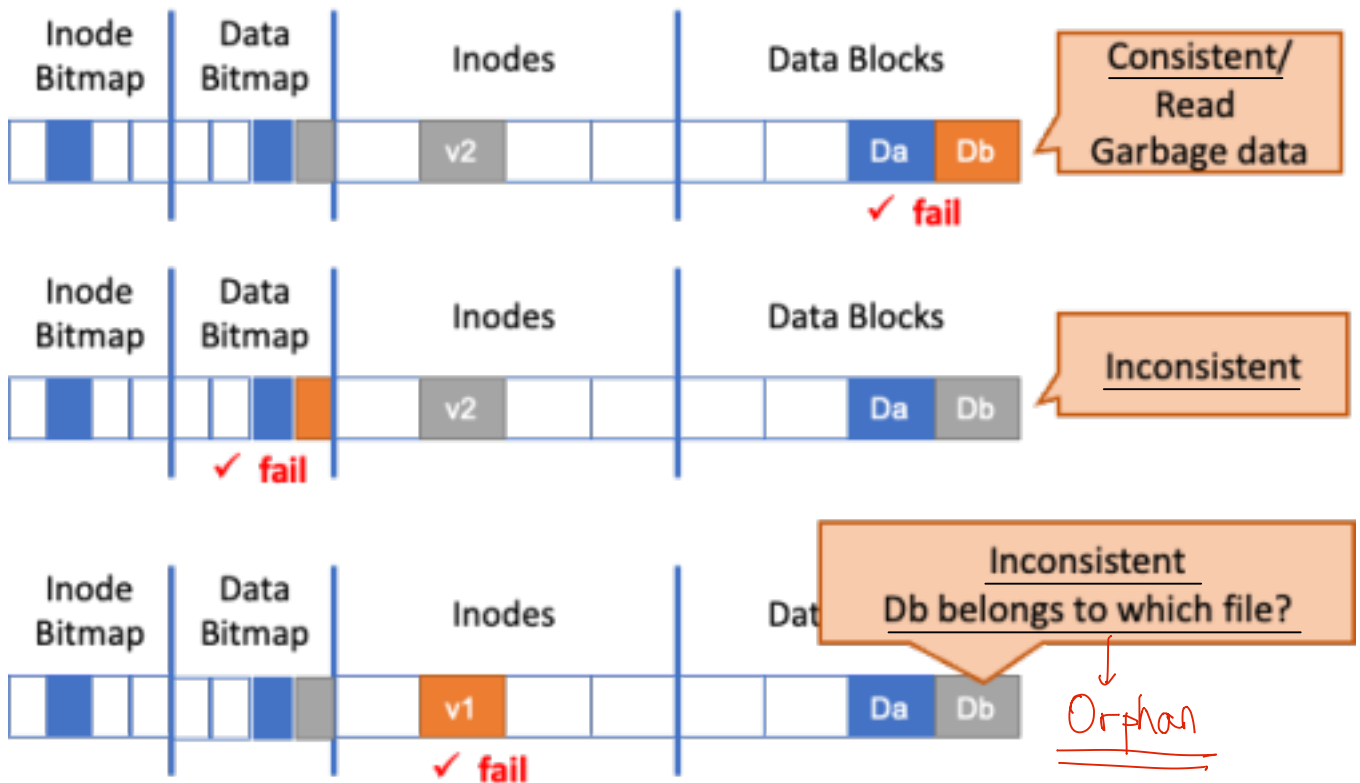 Inode
Bitmap
Data
Bitmap
Inodes
Data Blocks
Consistent/
Read
Garbage data
v2
Da
Db
✓ fail
Inode
Bitmap
Data
Bitmap
Inodes
Data Blocks
Inconsistent
v2
Da
Db
✓ fail
Inode
Bitmap
Data
Bitmap
Inodes
Dat
Inconsistent
Db belongs to which file?
v1
Da
Db
Orphan
✓ fail